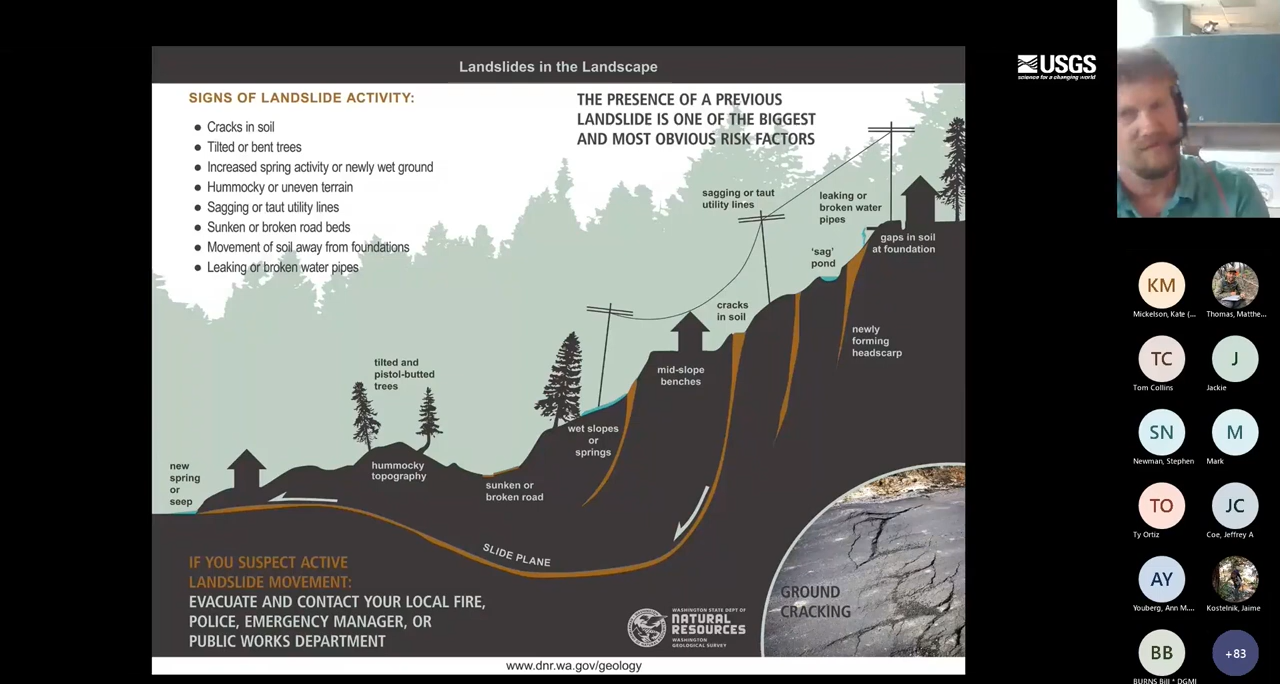 Landslides in the Landscape
USGS
science for a changing world
SIGNS OF LANDSLIDE ACTIVITY:
● Cracks in soil
● Tilted or bent trees
● Increased spring activity or newly wet ground
● Hummocky or uneven terrain
● Sagging or taut utility lines
● Sunken or broken road beds
● Movement of soil away from foundations
● Leaking or broken water pipes
THE PRESENCE OF A PREVIOUS
LANDSLIDE IS ONE OF THE BIGGEST
AND MOST OBVIOUS RISK FACTORS
sagging or taut
utility lines
leaking or
broken water
pipes
gaps in soil
at foundation
'sag'
pond
cracks
in soil
newly
forming
headscarp
mid-slope
benches
tilted and
pistol-butted
trees
wet slopes
or
springs
hummocky
topography
sunken or
broken road
new
spring
or
seep
SLIDE PLANE
IF YOU SUSPECT ACTIVE
LANDSLIDE MOVEMENT:
EVACUATE AND CONTACT YOUR LOCAL FIRE,
POLICE, EMERGENCY MANAGER, OR
PUBLIC WORKS DEPARTMENT
WASHINGTON STATE DEPT OF
NATURAL
RESOURCES
WASHINGTON
GEOLOGICAL SURVEY
GROUND
CRACKING
www.dnr.wa.gov/geology
KM
Mickelson, Kate (...
Thomas, Matthe...
TC
Tom Collins
J
Jackie
SN
Newman, Stephen
M
Mark
TO
Ty Ortiz
JC
Coe, Jeffrey A
AY
Youberg, Ann M....
Kostelnik, Jaime
BB
BURNS Bill * DGMI
+83